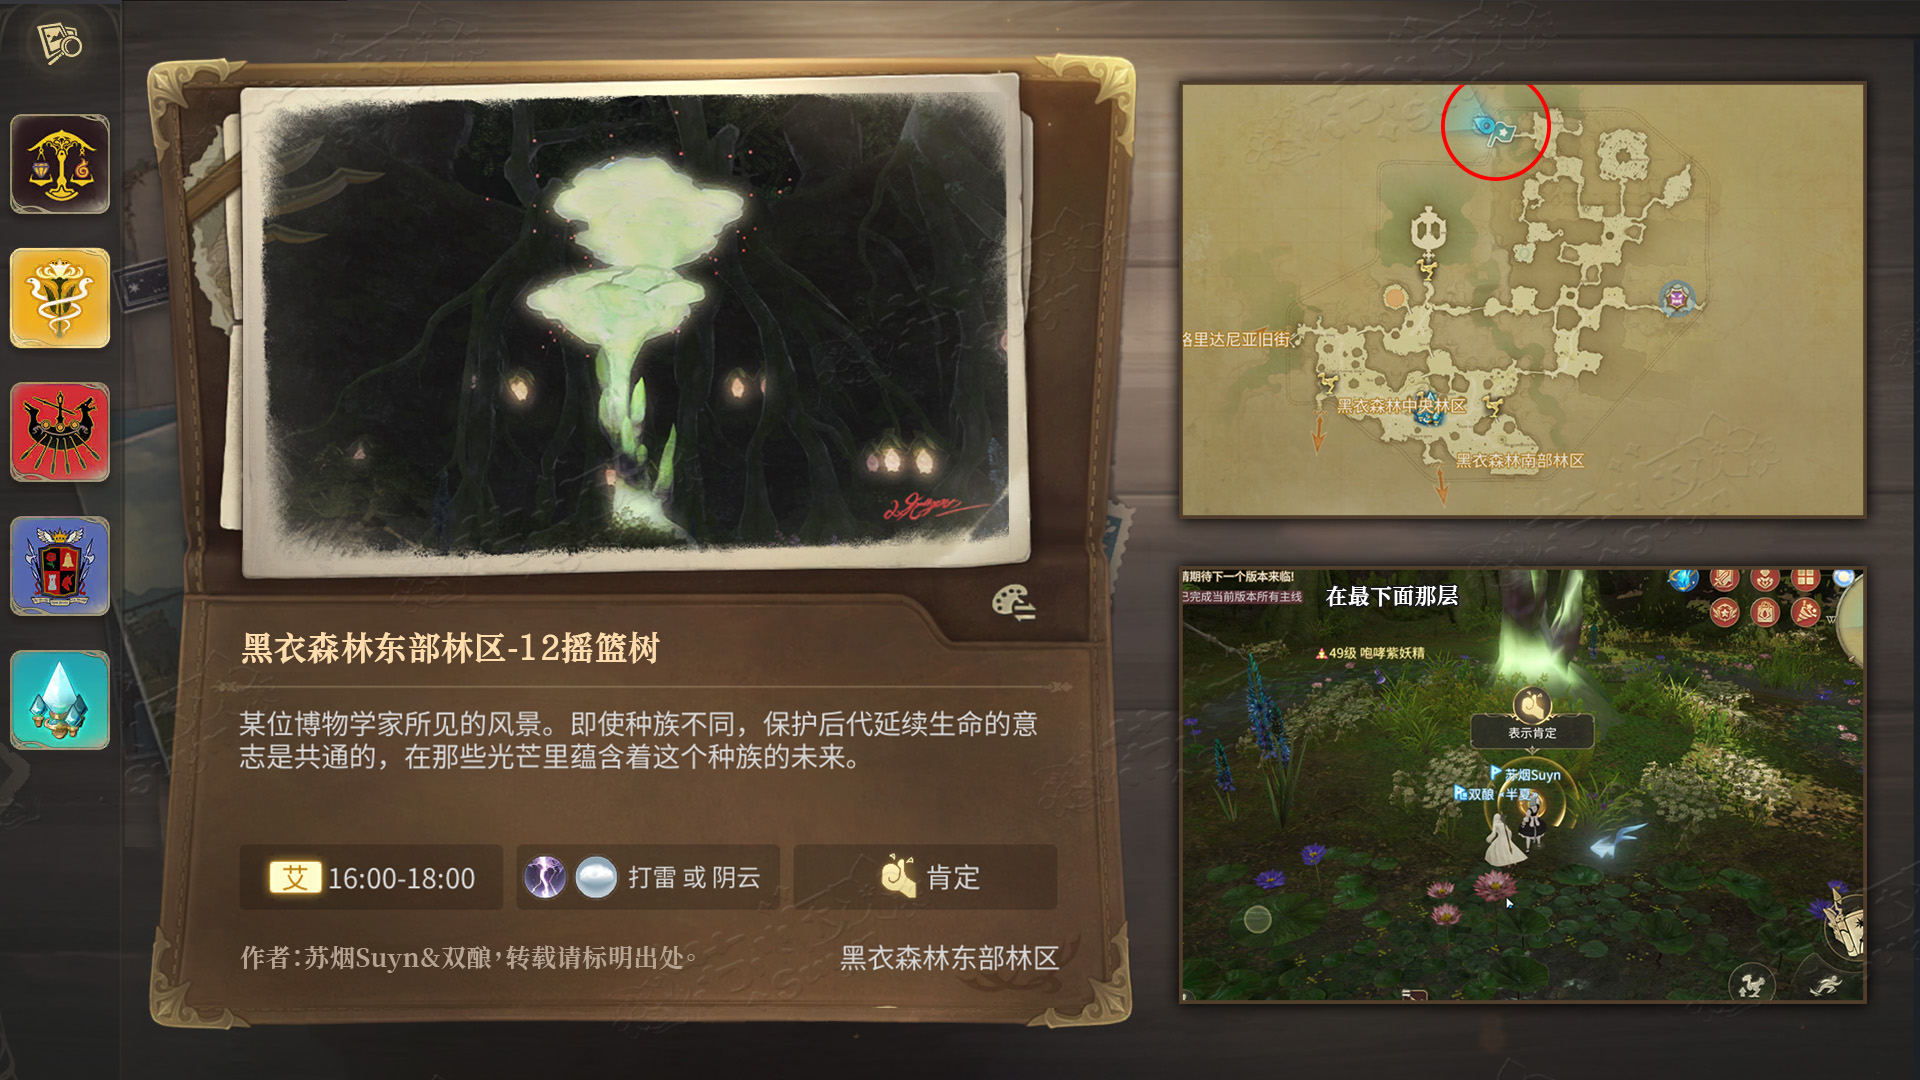 黑衣森林东部林区-12摇篮树
某位博物学家所见的风景。即使种族不同，保护后代延续生命的意
志是共通的，在那些光芒里蕴含着这个种族的未来。
艾 16:00-18:00
打雷 或 阴云
肯定
作者：苏烟Suyn&双酿，转载请标明出处。
黑衣森林东部林区
格里达尼亚旧街
黑衣森林中央林区
黑衣森林南部林区
请期待下一个版本来临!
已完成当前版本所有主线
在最下面那层
49级 咆哮紫妖精
表示肯定
苏烟Suyn
双酿
半夏